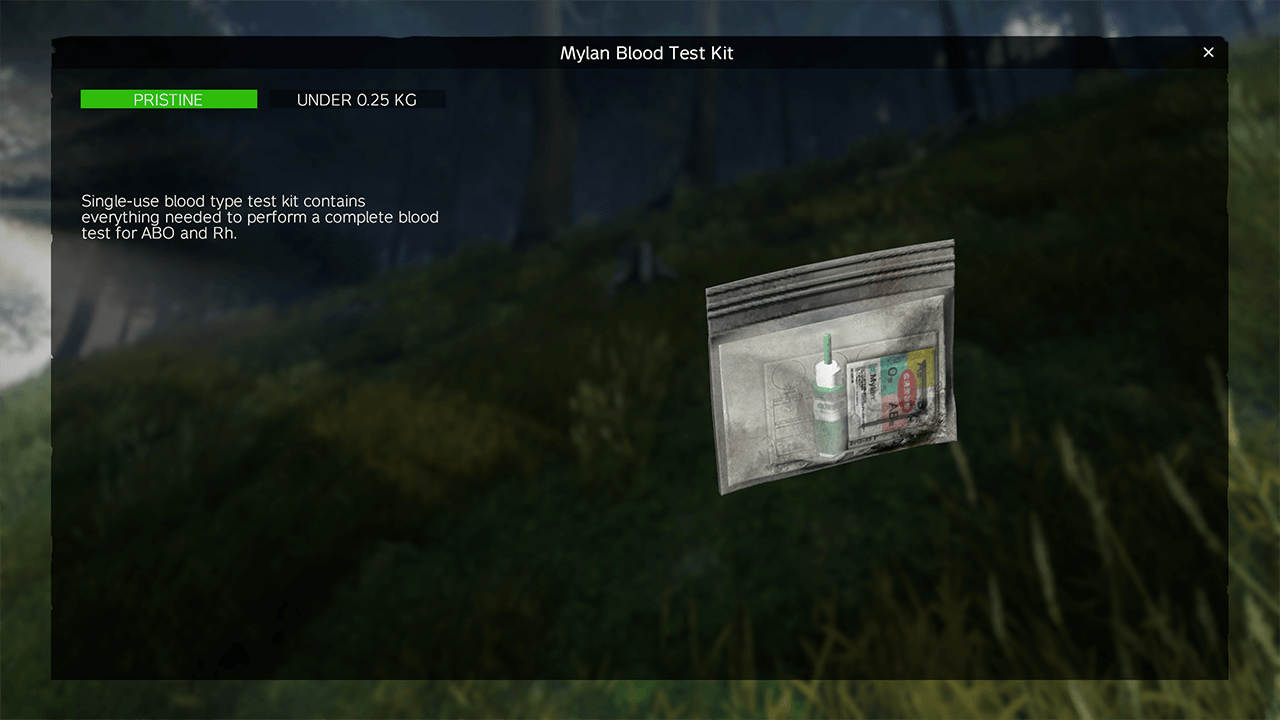 Mylan Blood Test Kit
PRISTINE
UNDER 0.25 KG
Single-use blood type test kit contains
everything needed to perform a complete blood
test for ABO and Rh.
Mylan